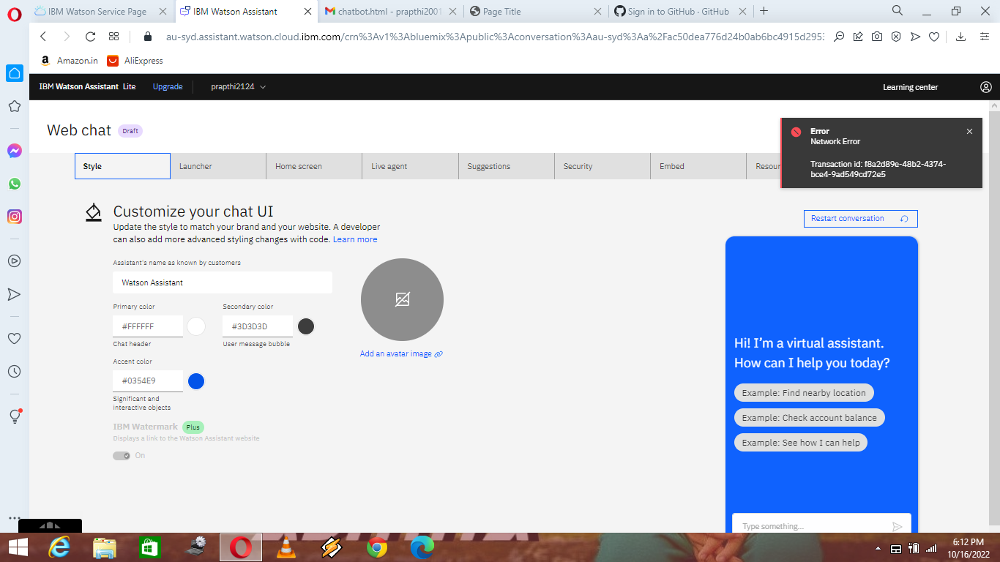 IBM Watson Service Page
IBM Watson Assistant
chatbot.html - prapthi2001
Page Title
Sign in to GitHub · GitHub
au-syd.assistant.watson.cloud.ibm.com/crn%3Av1%3Abluemix%3Apublic%3Aconversation%3Aau-syd%3Aa%2Fac50dea776d24b0ab6bc4915d295
Amazon.in
AliExpress
IBM Watson Assistant Lite
Upgrade
prapthi2124
Learning center
Web chat
Draft
Error
Network Error
Transaction id: f8a2d89e-48b2-4374-
bce4-9ad549cd72e5
Style
Launcher
Home screen
Live agent
Suggestions
Security
Embed
Resour
Customize your chat UI
Update the style to match your brand and your website. A developer
can also add more advanced styling changes with code. Learn more
Restart conversation
Assistant's name as known by customers
Watson Assistant
Primary color
Secondary color
#FFFFFF
#3D3D3D
Chat header
User message bubble
Add an avatar image
Accent color
#0354E9
Significant and
interactive objects
IBM Watermark
Plus
Displays a link to the Watson Assistant website
On
Hi! I'm a virtual assistant.
How can I help you today?
Example: Find nearby location
Example: Check account balance
Example: See how I can help
Type something...
6:12 PM
10/16/2022